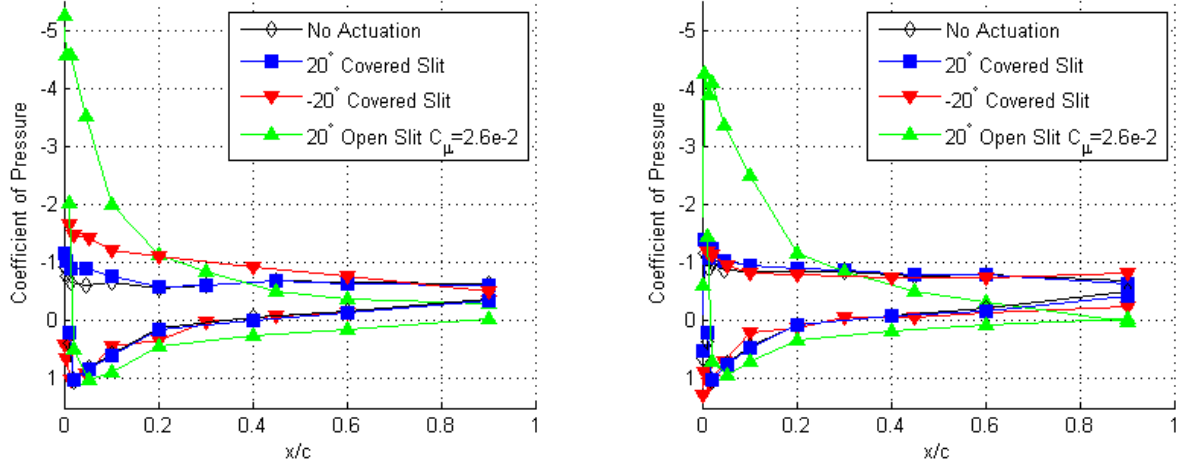 Coefficient of Pressure
-5
-4
-3
-2
-1
0
1
No Actuation
20° Covered Slit
-20° Covered Slit
20° Open Slit Cμ=2.6e-2
0 0.2 0.4 0.6 0.8 1
x/c
Coefficient of Pressure
-5
-4
-3
-2
-1
0
1
No Actuation
20° Covered Slit
-20° Covered Slit
20° Open Slit Cμ=2.6e-2
0 0.2 0.4 0.6 0.8 1
x/c